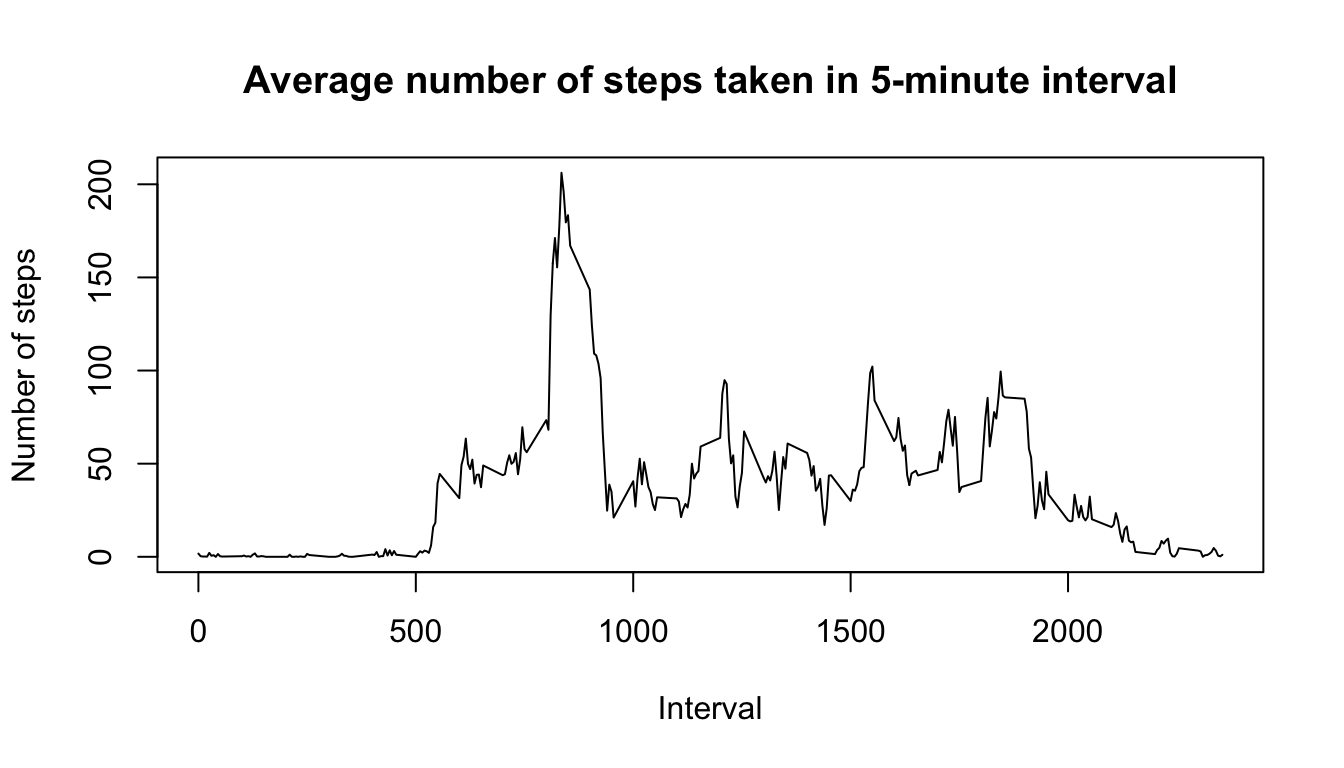 Average number of steps taken in 5-minute interval
Number of steps
200
150
100
50
0
0 500 1000 1500 2000
Interval